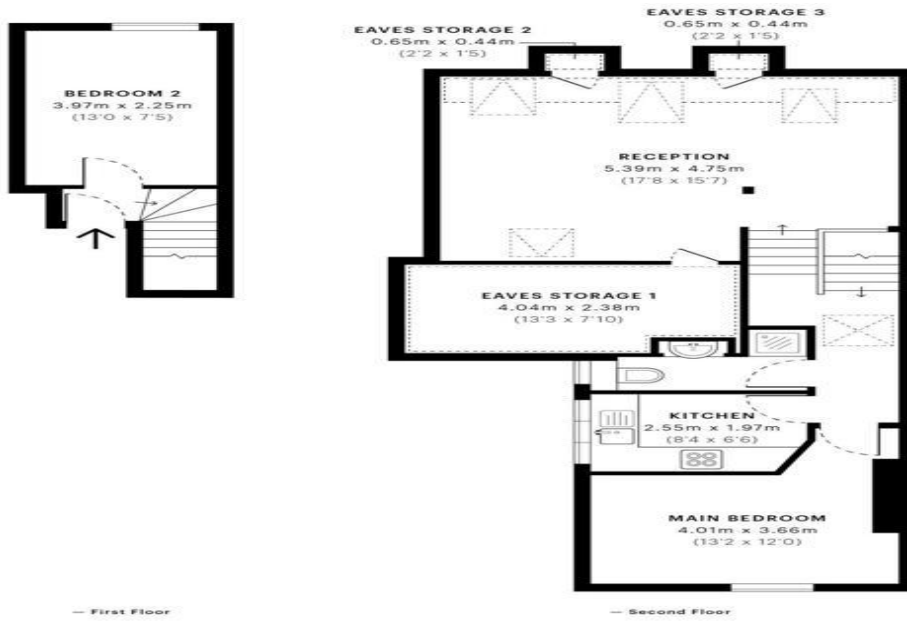 BEDROOM 2
3.97m x 2.25m
(13'0 x 7'5)
EAVES STORAGE 2
0.65m x 0.44m
(2'2 x 1'5)
EAVES STORAGE 3
0.65m x 0.44m
(2'2 x 1'5)
RECEPTION
5.39m x 4.75m
(17'8 x 15'7)
EAVES STORAGE 1
4.04m x 2.38m
(13'3 x 7'10)
KITCHEN
2.55m x 1.97m
(8'4 x 6'6)
MAIN BEDROOM
4.01m x 3.66m
(13'2 x 12'0)
— First Floor
— Second Floor